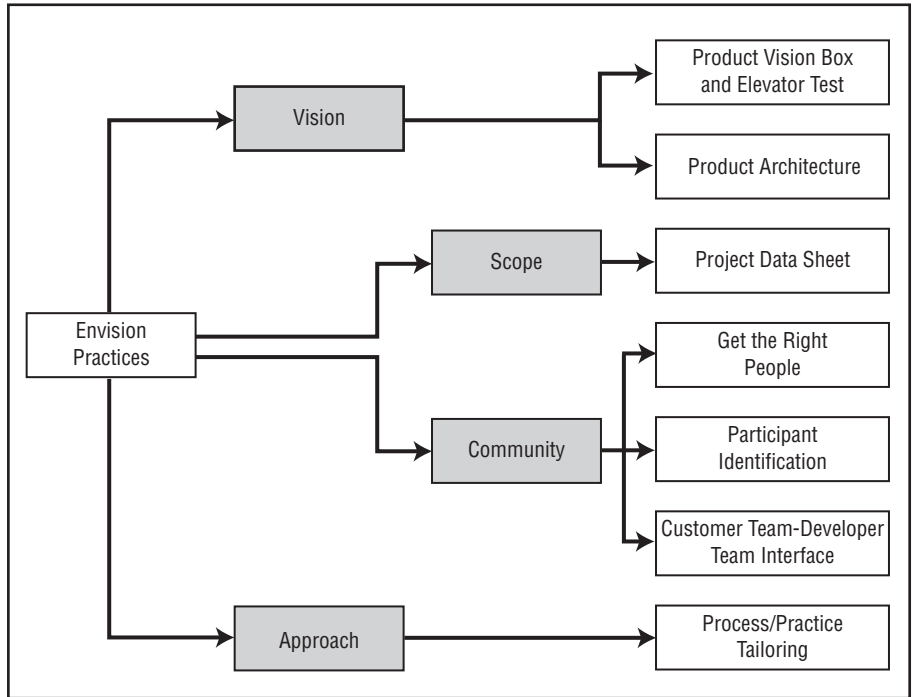 Product Vision Box
and Elevator Test
Vision
Product Architecture
Scope
Project Data Sheet
Envision
Practices
Get the Right
People
Community
Participant
Identification
Customer Team-Developer
Team Interface
Approach
Process/Practice
Tailoring